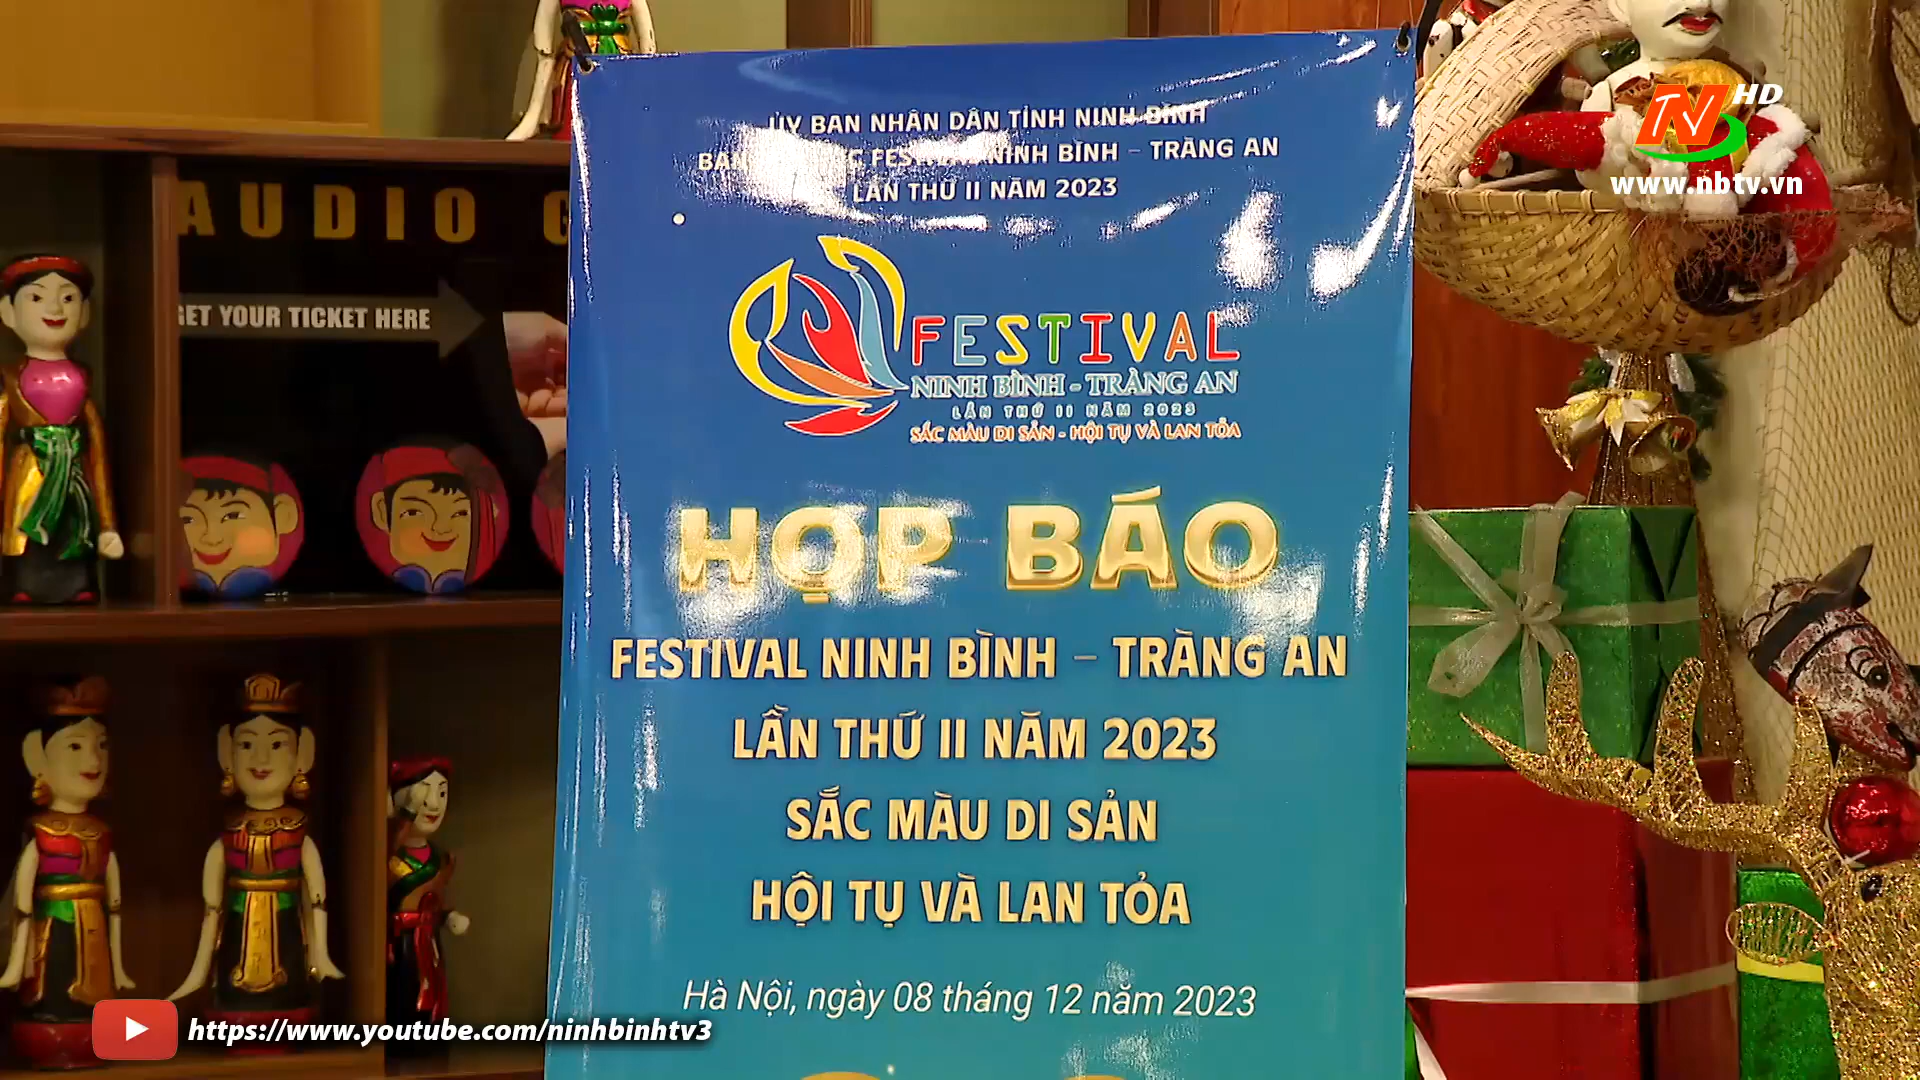 HD
www.nbtv.vn
ỦY BAN NHÂN DÂN TỈNH NINH BÌNH
FESTIVAL NINH BÌNH – TRÀNG AN
LẦN THỨ II NĂM 2023
AUDIO
GET YOUR TICKET HERE
FESTIVAL
NINH BÌNH - TRÀNG AN
LẦN THỨ II NĂM 2023
SẮC MÀU DI SẢN - HỘI TỤ VÀ LAN TỎA
HỌP BÁO
FESTIVAL NINH BÌNH – TRÀNG AN
LẦN THỨ II NĂM 2023
SẮC MÀU DI SẢN
HỘI TỤ VÀ LAN TỎA
Hà Nội, ngày 08 tháng 12 năm 2023
https://www.youtube.com/ninhbinhtv3